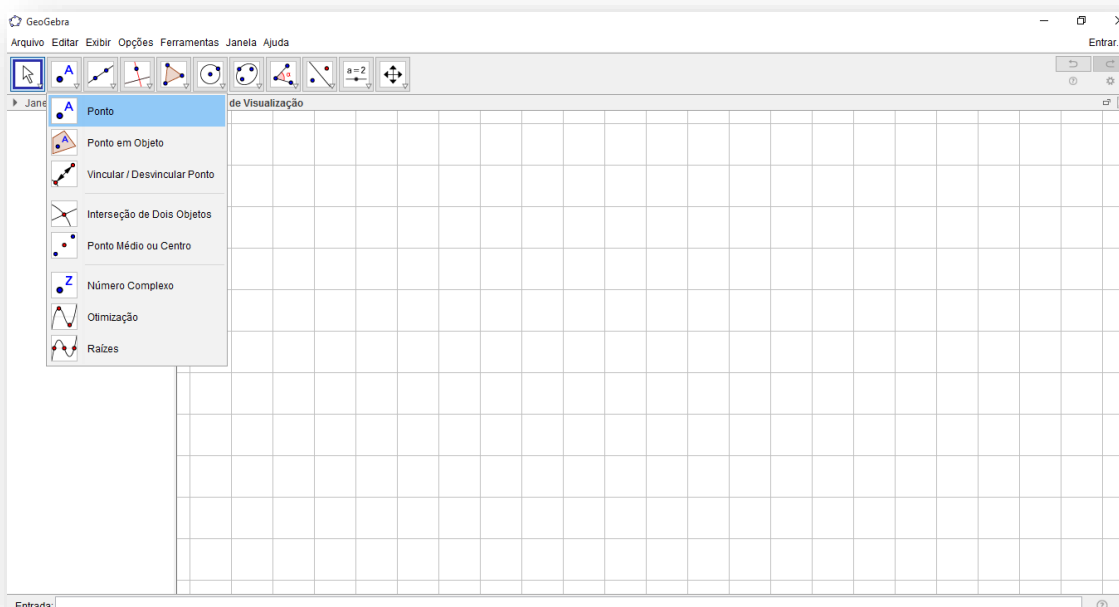 GeoGebra
Arquivo Editar Exibir Opções Ferramentas Janela Ajuda
Entrar.
A
α
a=2
Jane
de Visualização
A
Ponto
A
Ponto em Objeto
Vincular / Desvincular Ponto
Interseção de Dois Objetos
Ponto Médio ou Centro
Z
Número Complexo
Otimização
Raízes
Entrada: